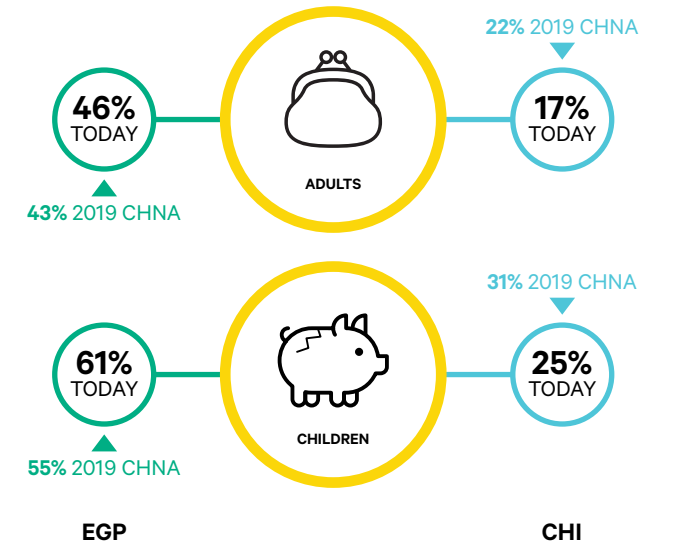 22% 2019 CHNA
46%
TODAY
17%
TODAY
ADULTS
43% 2019 CHNA
31% 2019 CHNA
61%
TODAY
25%
TODAY
CHILDREN
55% 2019 CHNA
EGP
CHI